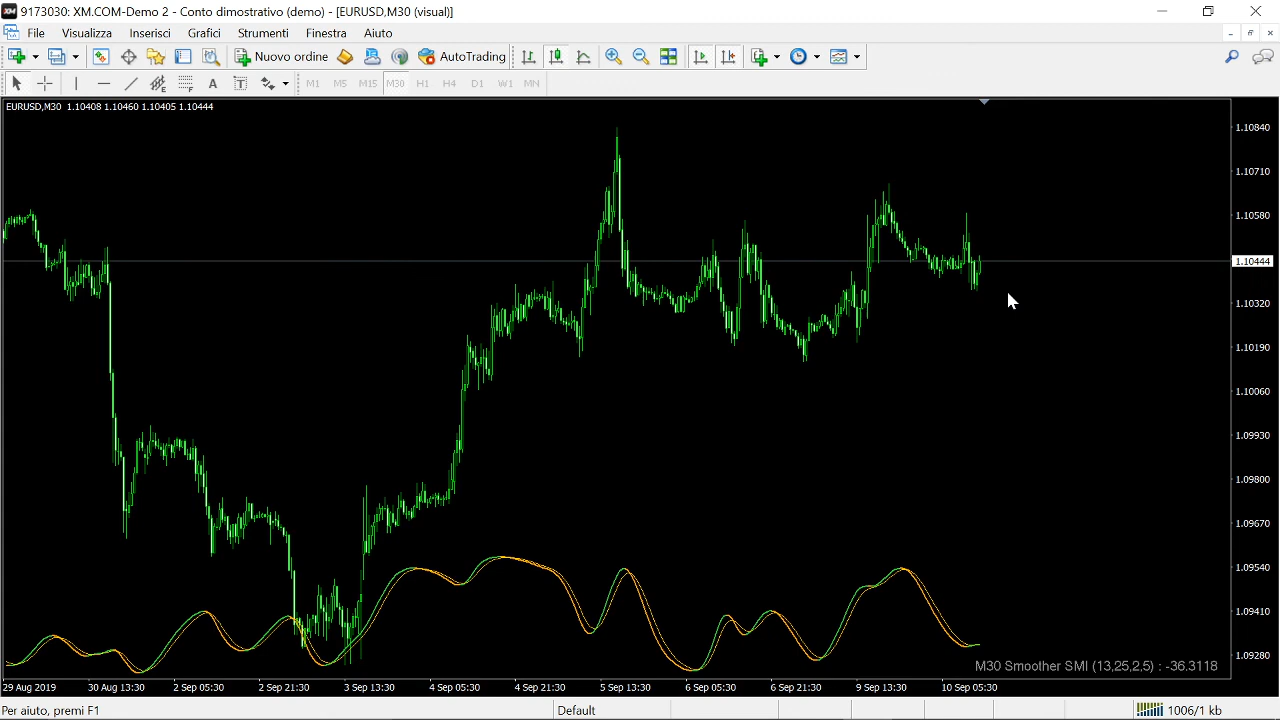 XM 9173030: XM.COM-Demo 2 - Conto dimostrativo (demo) - [EURUSD,M30 (visual)]
File Visualizza Inserisci Grafici Strumenti Finestra Aiuto
Nuovo ordine AutoTrading
A T M1 M5 M15 M30 H1 H4 D1 W1 MN
EURUSD,M30 1.10408 1.10460 1.10405 1.10444
1.10840
1.10710
1.10580
1.10444
1.10320
1.10190
1.10060
1.09930
1.09800
1.09670
1.09540
1.09410
1.09280
M30 Smoother SMI (13,25,2,5) : -36.3118
29 Aug 2019 30 Aug 13:30 2 Sep 05:30 2 Sep 21:30 3 Sep 13:30 4 Sep 05:30 4 Sep 21:30 5 Sep 13:30 6 Sep 05:30 6 Sep 21:30 9 Sep 13:30 10 Sep 05:30
Per aiuto, premi F1 Default 1006/1 kb